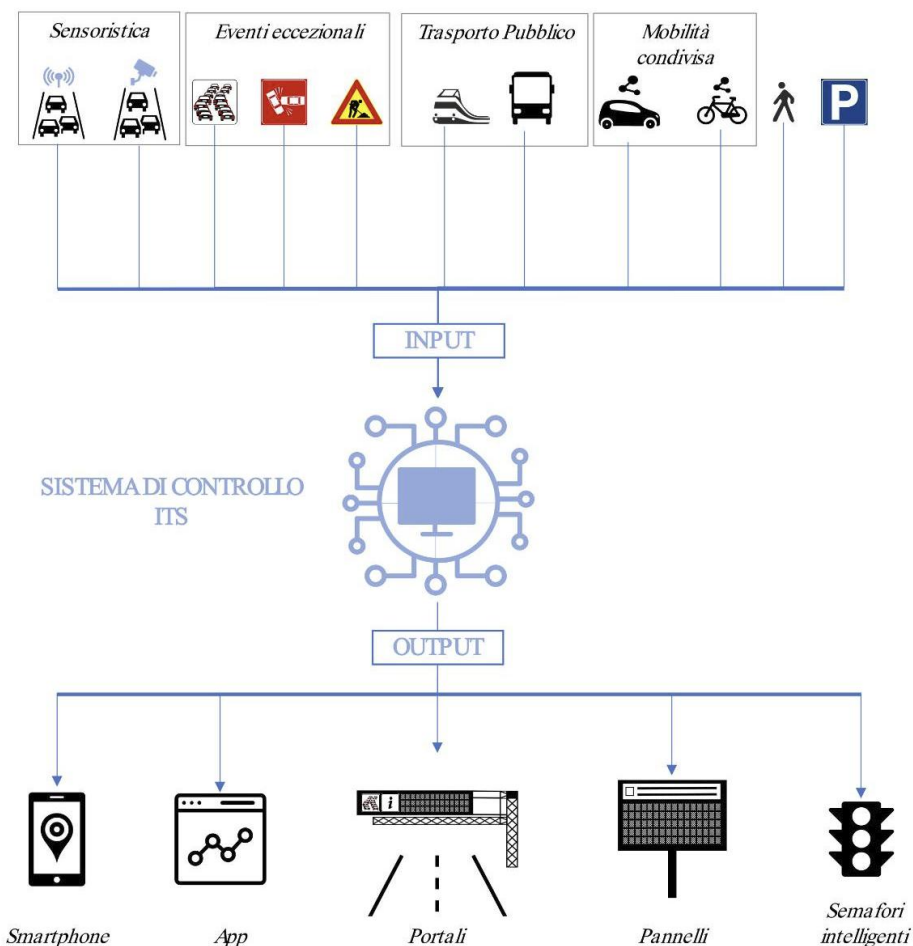 Sensoristica
Eventi eccezionali
Trasporto Pubblico
Mobilità
condivisa
P
INPUT
SISTEMA DI CONTROLLO
ITS
OUTPUT
i
Smartphone
App
Portali
Pannelli
Semafori
intelligenti